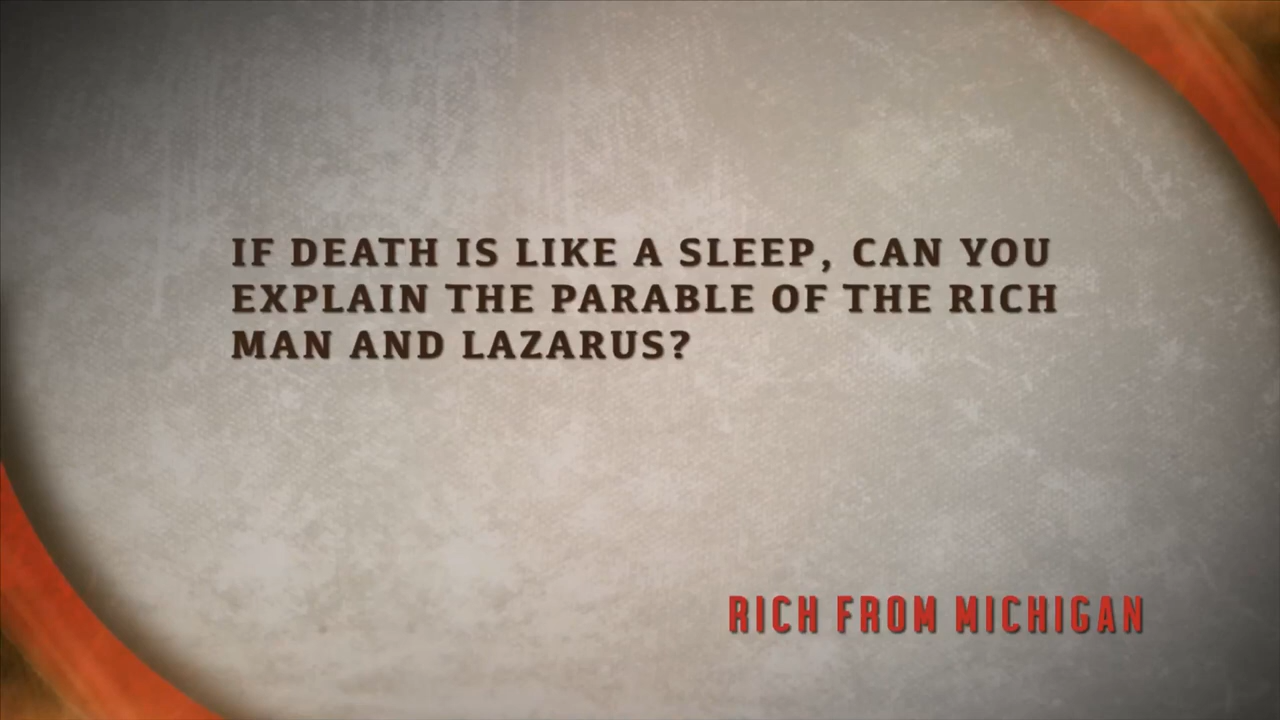 IF DEATH IS LIKE A SLEEP, CAN YOU
EXPLAIN THE PARABLE OF THE RICH
MAN AND LAZARUS?
RICH FROM MICHIGAN